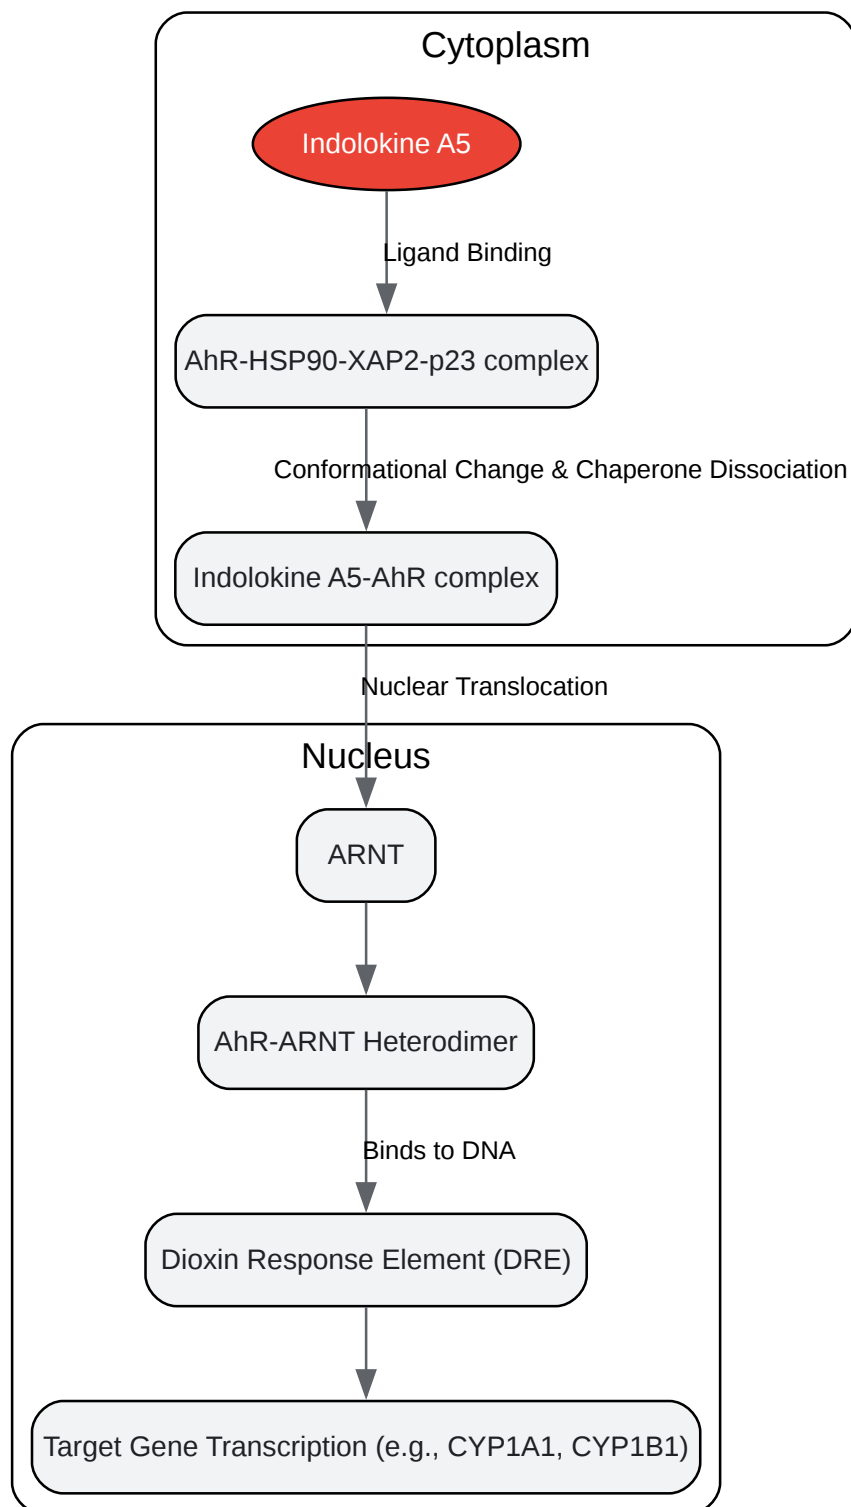 Cytoplasm
Indolokine A5
Ligand Binding
AhR-HSP90-XAP2-p23 complex
Conformational Change & Chaperone Dissociation
Indolokine A5-AhR complex
Nuclear Translocation
Nucleus
ARNT
AhR-ARNT Heterodimer
Binds to DNA
Dioxin Response Element (DRE)
Target Gene Transcription (e.g., CYP1A1, CYP1B1)